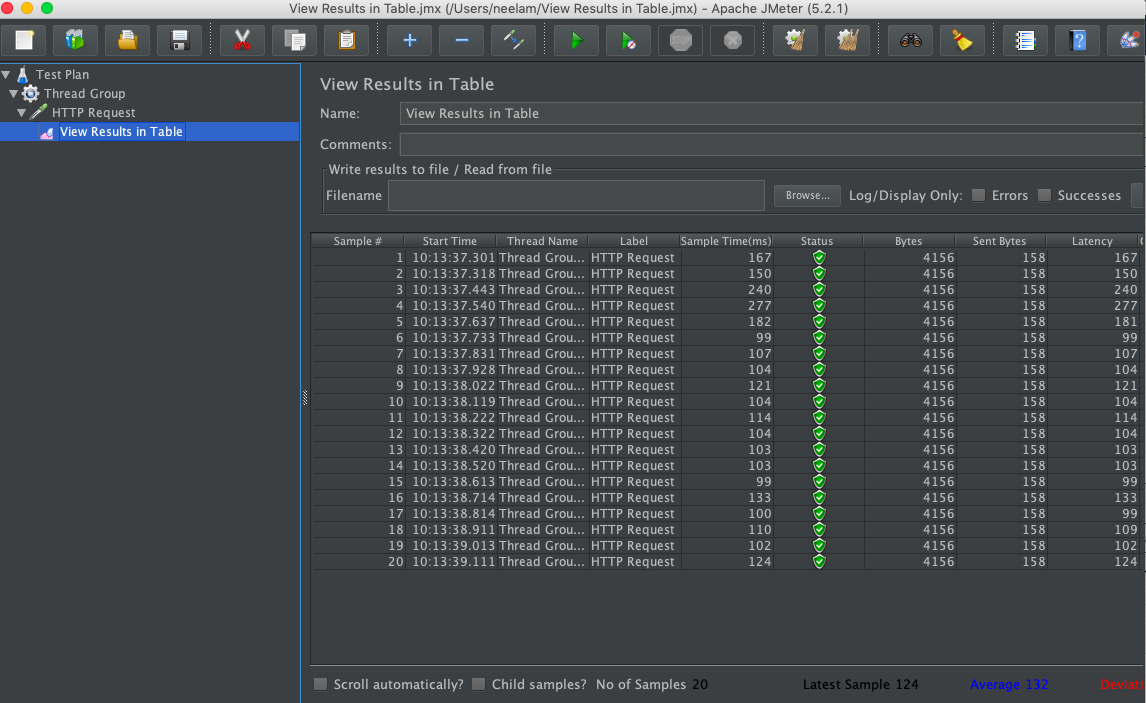 View Results in Table.jmx (/Users/neelam/View Results in Table.jmx) - Apache JMeter (5.2.1)
STOP
Test Plan
Thread Group
HTTP Request
View Results in Table
View Results in Table
Name: View Results in Table
Comments:
Write results to file / Read from file
Filename Browse... Log/Display Only: Errors Successes
Sample # Start Time Thread Name Label Sample Time(ms) Status Bytes Sent Bytes Latency
1 10:13:37.301 Thread Grou... HTTP Request 167 4156 158 167
2 10:13:37.318 Thread Grou... HTTP Request 150 4156 158 150
3 10:13:37.443 Thread Grou... HTTP Request 240 4156 158 240
4 10:13:37.540 Thread Grou... HTTP Request 277 4156 158 277
5 10:13:37.637 Thread Grou... HTTP Request 182 4156 158 181
6 10:13:37.733 Thread Grou... HTTP Request 99 4156 158 99
7 10:13:37.831 Thread Grou... HTTP Request 107 4156 158 107
8 10:13:37.928 Thread Grou... HTTP Request 104 4156 158 104
9 10:13:38.022 Thread Grou... HTTP Request 121 4156 158 121
10 10:13:38.119 Thread Grou... HTTP Request 104 4156 158 104
11 10:13:38.222 Thread Grou... HTTP Request 114 4156 158 114
12 10:13:38.322 Thread Grou... HTTP Request 104 4156 158 104
13 10:13:38.420 Thread Grou... HTTP Request 103 4156 158 103
14 10:13:38.520 Thread Grou... HTTP Request 103 4156 158 103
15 10:13:38.613 Thread Grou... HTTP Request 99 4156 158 99
16 10:13:38.714 Thread Grou... HTTP Request 133 4156 158 133
17 10:13:38.814 Thread Grou... HTTP Request 100 4156 158 99
18 10:13:38.911 Thread Grou... HTTP Request 110 4156 158 109
19 10:13:39.013 Thread Grou... HTTP Request 102 4156 158 102
20 10:13:39.111 Thread Grou... HTTP Request 124 4156 158 124
Scroll automatically? Child samples? No of Samples 20 Latest Sample 124 Average 132